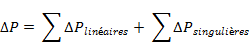 ΔP = ∑ ΔP_linéaires + ∑ ΔP_singulières